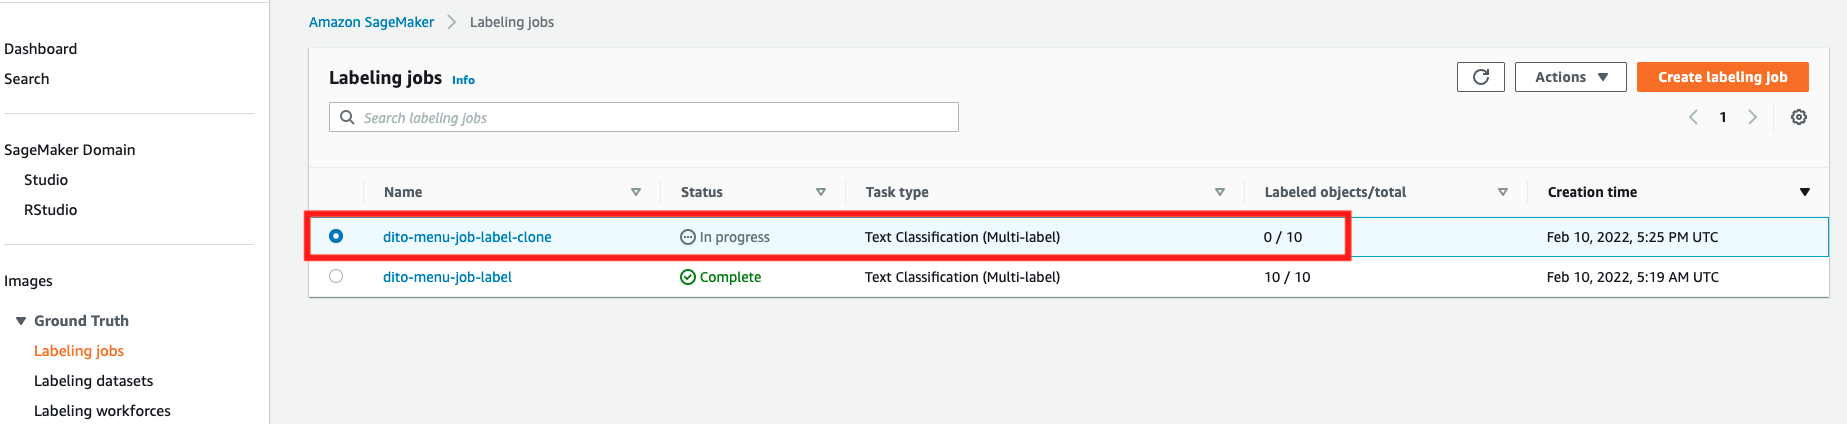 Dashboard
Search
SageMaker Domain
Studio
RStudio
Images
Ground Truth
Labeling jobs
Labeling datasets
Labeling workforces
Amazon SageMaker > Labeling jobs
Labeling jobs Info
Actions
Create labeling job
Search labeling jobs
1
Name Status Task type Labeled objects/total Creation time
dito-menu-job-label-clone In progress Text Classification (Multi-label) 0 / 10 Feb 10, 2022, 5:25 PM UTC
dito-menu-job-label Complete Text Classification (Multi-label) 10 / 10 Feb 10, 2022, 5:19 AM UTC